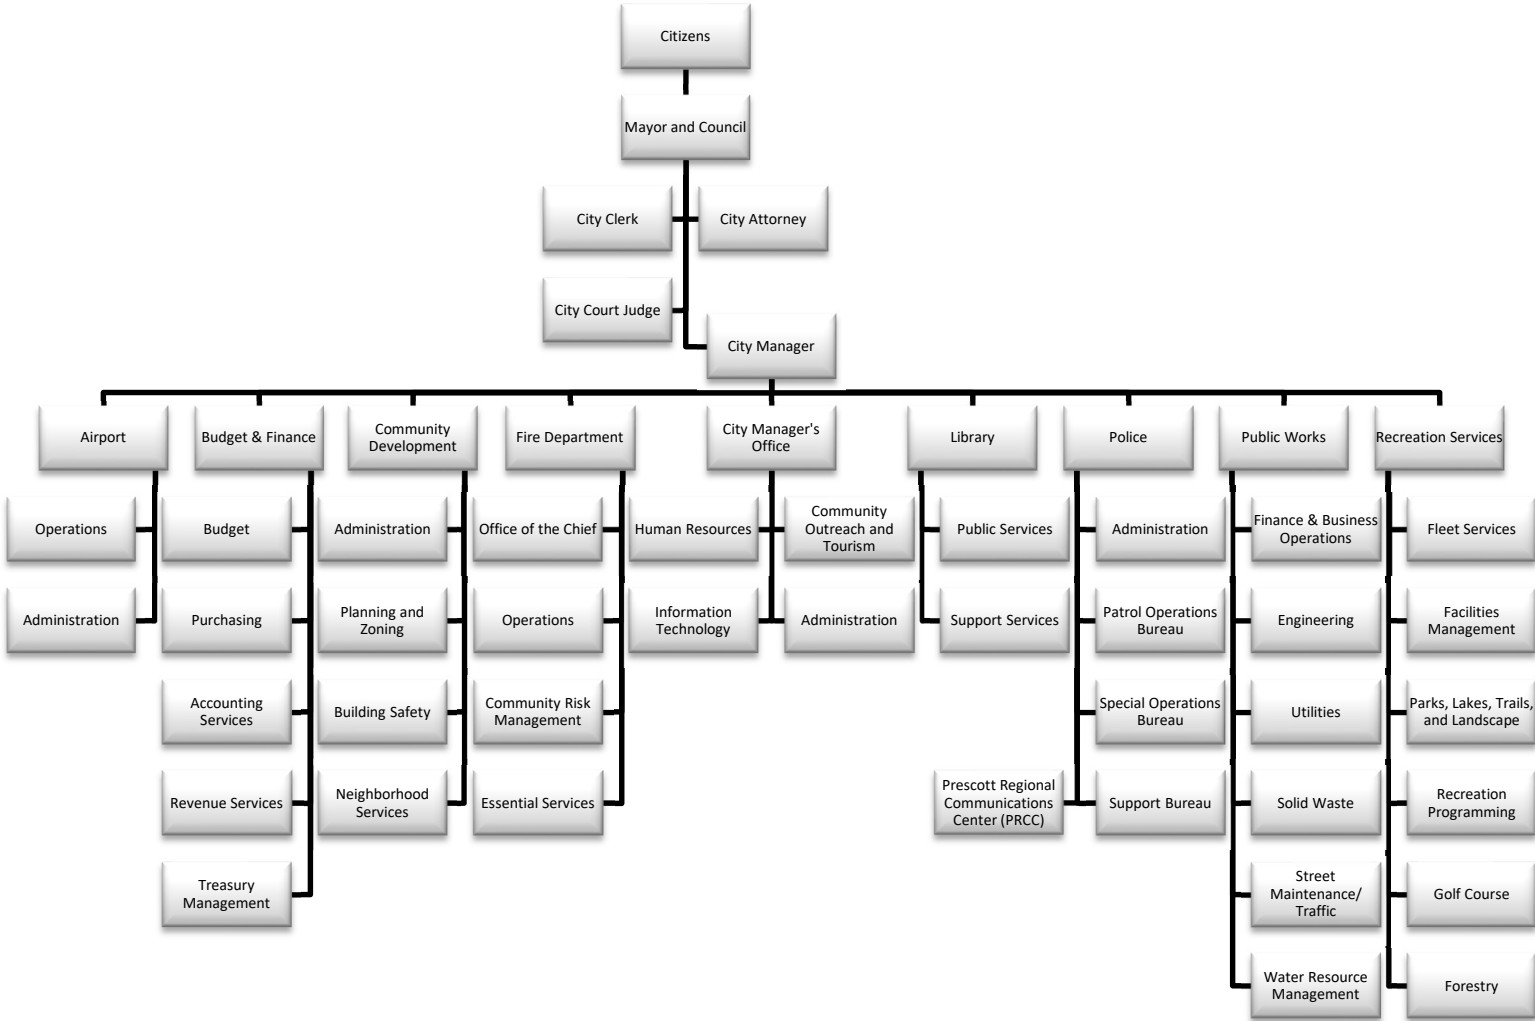 Citizens
Mayor and Council
City Clerk
City Attorney
City Court Judge
City Manager
Airport
Budget & Finance
Community
Development
Fire Department
City Manager's
Office
Library
Police
Public Works
Recreation Services
Operations
Budget
Administration
Office of the Chief
Human Resources
Community
Outreach and
Tourism
Public Services
Administration
Finance & Business
Operations
Fleet Services
Administration
Purchasing
Planning and
Zoning
Operations
Information
Technology
Administration
Support Services
Patrol Operations
Bureau
Engineering
Facilities
Management
Accounting
Services
Building Safety
Community Risk
Management
Special Operations
Bureau
Utilities
Parks, Lakes, Trails,
and Landscape
Revenue Services
Neighborhood
Services
Essential Services
Prescott Regional
Communications
Center (PRCC)
Support Bureau
Solid Waste
Recreation
Programming
Treasury
Management
Street
Maintenance/
Traffic
Golf Course
Water Resource
Management
Forestry